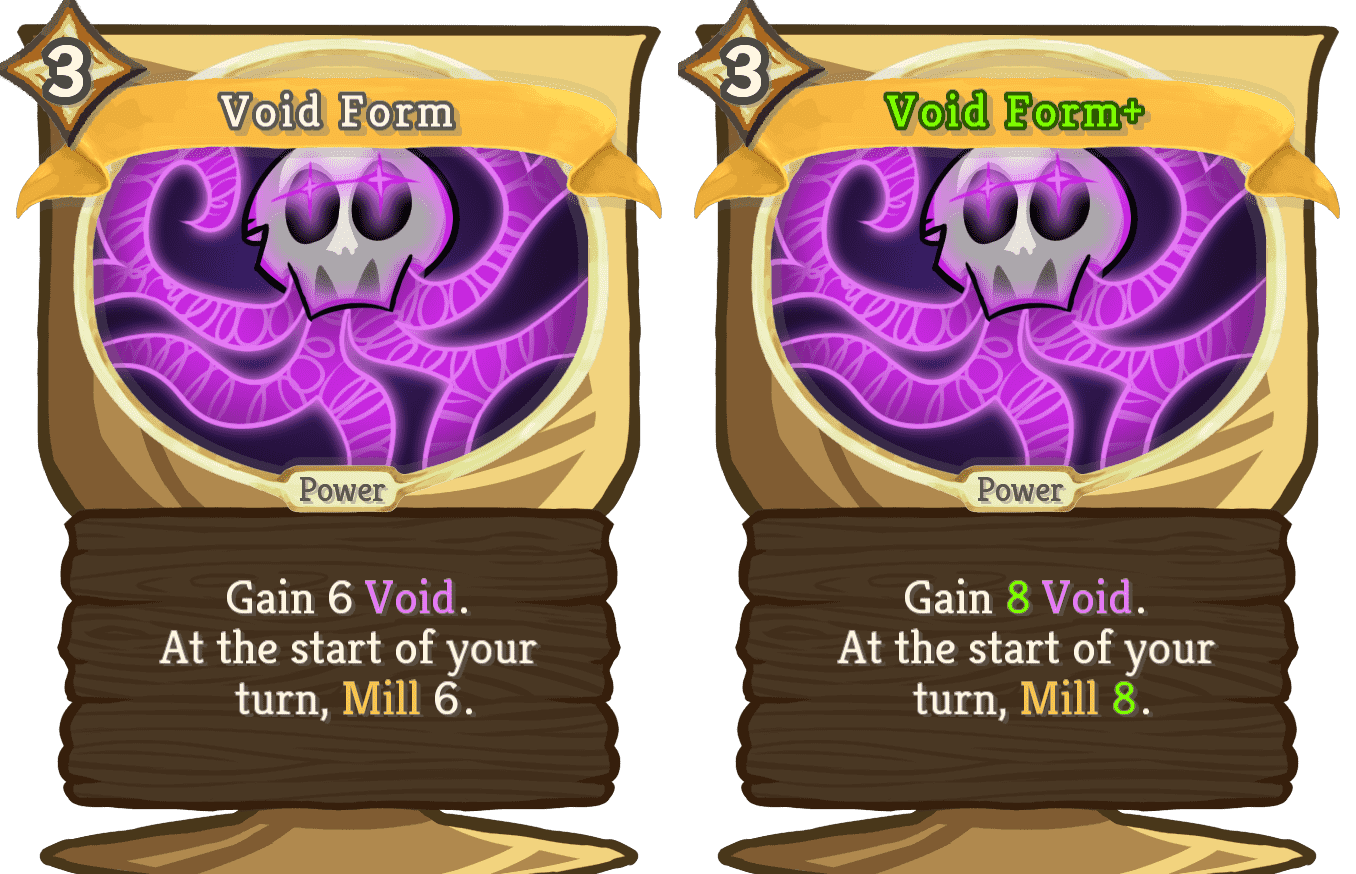 3
Void Form
Power
Gain 6 Void.
At the start of your
turn, Mill 6.
3
Void Form+
Power
Gain 8 Void.
At the start of your
turn, Mill 8.